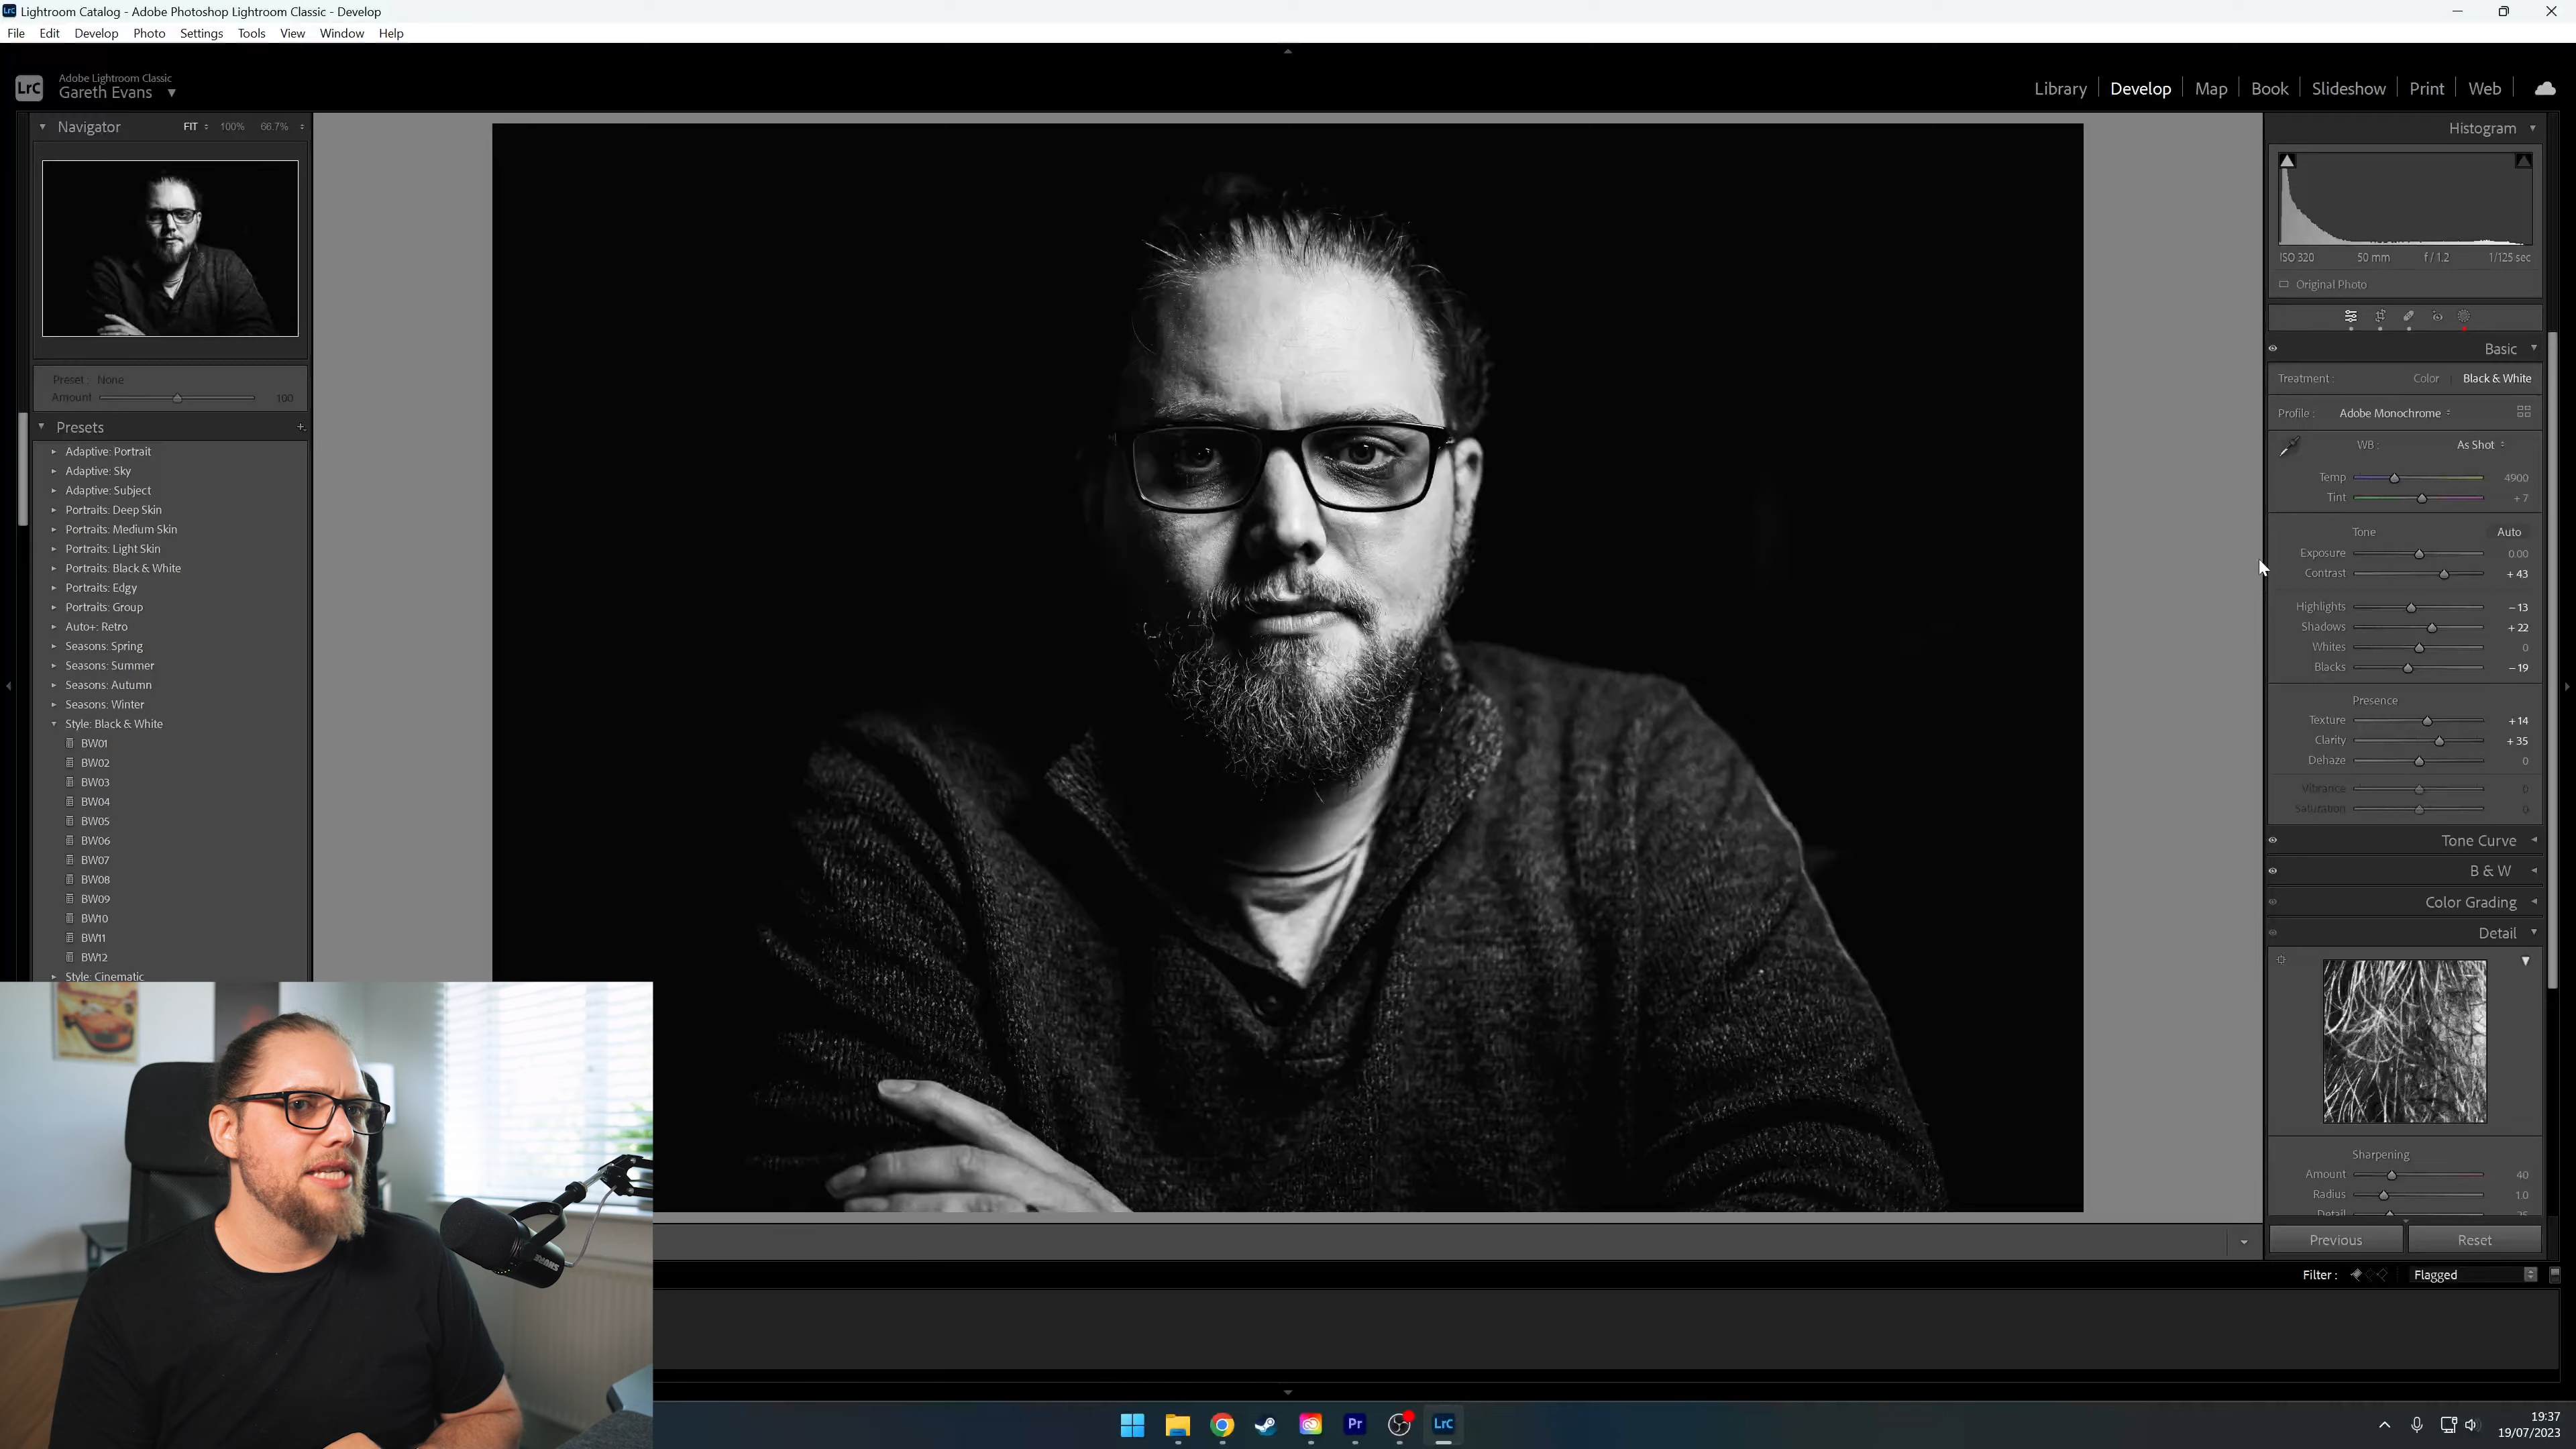 Lightroom Catalog - Adobe Photoshop Lightroom Classic - Develop
File Edit Develop Photo Settings Tools View Window Help
LrC
Adobe Lightroom Classic
Gareth Evans
Library Develop Map Book Slideshow Print Web
Navigator FIT 100% 66.7%
Preset : None
Amount 100
Presets
Adaptive: Portrait
Adaptive: Sky
Adaptive: Subject
Portraits: Deep Skin
Portraits: Medium Skin
Portraits: Light Skin
Portraits: Black & White
Portraits: Edgy
Portraits: Group
Auto+: Retro
Seasons: Spring
Seasons: Summer
Seasons: Autumn
Seasons: Winter
Style: Black & White
BW01
BW02
BW03
BW04
BW05
BW06
BW07
BW08
BW09
BW10
BW11
BW12
Style: Cinematic
Histogram
ISO 320 50 mm f / 1.2 1/125 sec
Original Photo
Basic
Treatment : Color Black & White
Profile : Adobe Monochrome
WB : As Shot
Temp 4900
Tint + 7
Tone Auto
Exposure 0.00
Contrast + 43
Highlights – 13
Shadows + 22
Whites 0
Blacks – 19
Presence
Texture + 14
Clarity + 35
Dehaze 0
Vibrance 0
Saturation 0
Tone Curve
B & W
Color Grading
Detail
Sharpening
Amount 40
Radius 1.0
Detail 25
Previous Reset
Filter : Flagged
SHURE
Pr LrC
19:37
19/07/2023